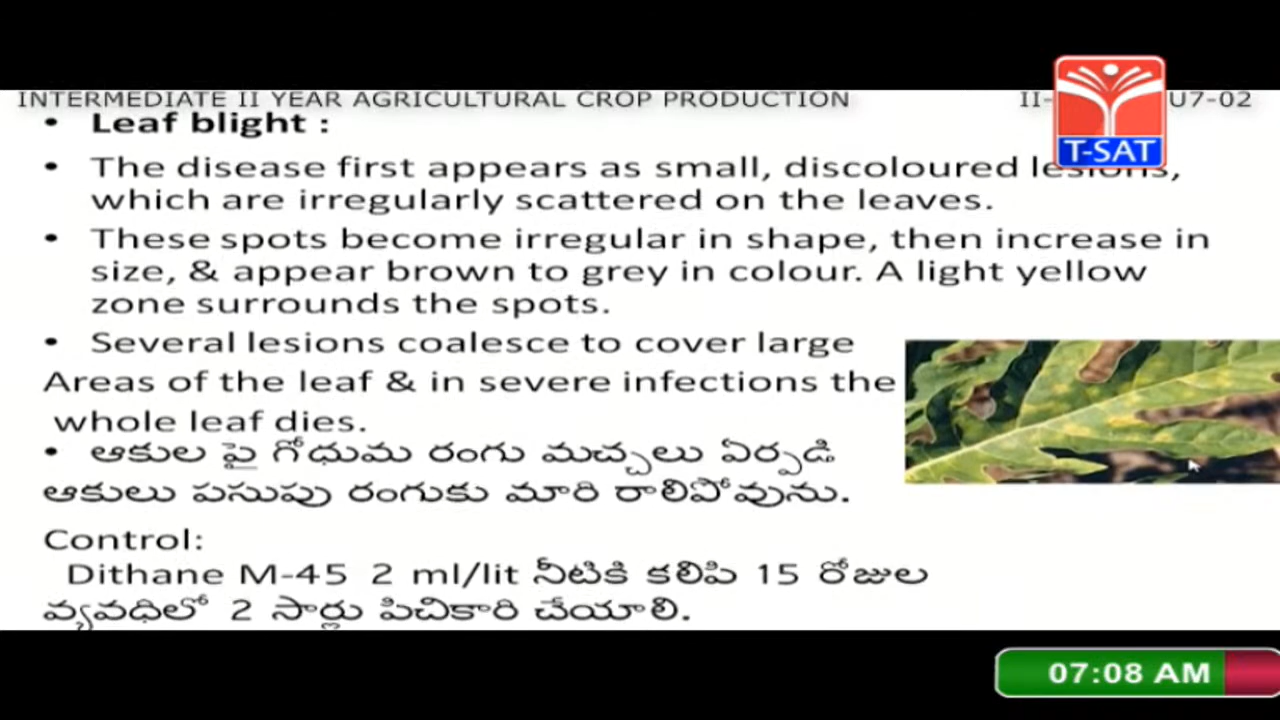 INTERMEDIATE II YEAR AGRICULTURAL CROP PRODUCTION II- U7-02
T-SAT
• Leaf blight :
• The disease first appears as small, discoloured lesions,
which are irregularly scattered on the leaves.
• These spots become irregular in shape, then increase in
size, & appear brown to grey in colour. A light yellow
zone surrounds the spots.
• Several lesions coalesce to cover large
Areas of the leaf & in severe infections the
whole leaf dies.
• ఆకుల పై గోధుమ రంగు మచ్చలు ఏర్పడి
ఆకులు పసుపు రంగుకు మారి రాలిపోవును.
Control:
Dithane M-45 2 ml/lit నీటికి కలిపి 15 రోజుల
వ్యవధిలో 2 సార్లు పిచికారి చేయాలి.
07:08 AM